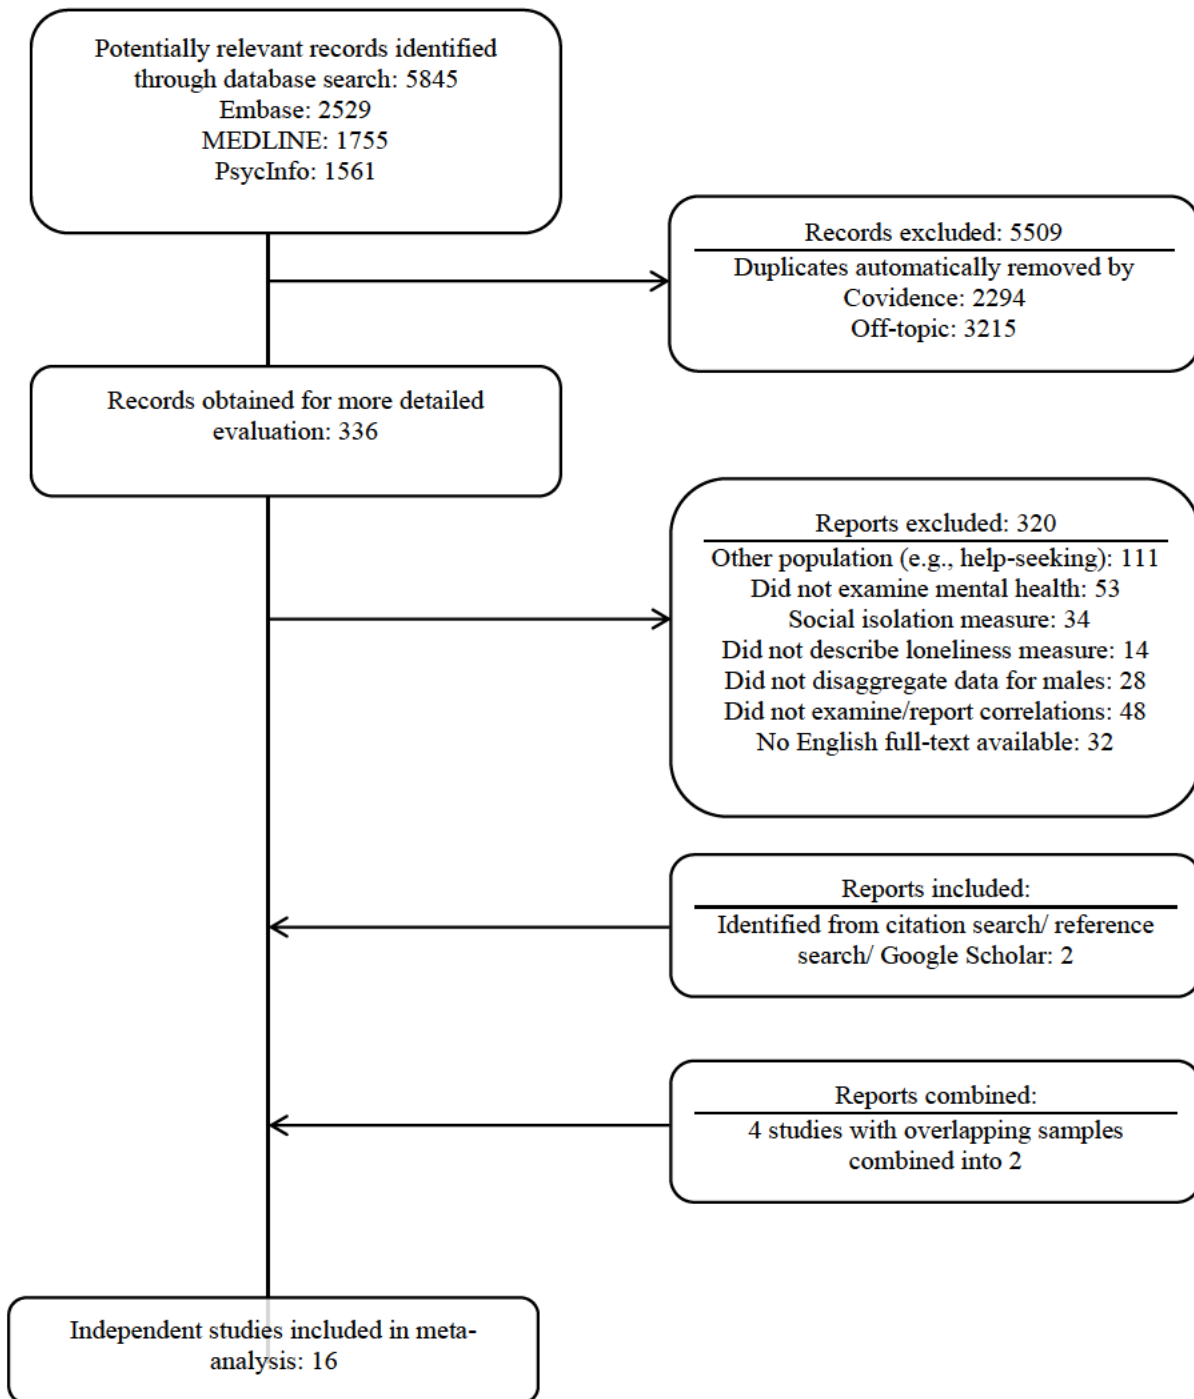 Potentially relevant records identified
through database search: 5845
Embase: 2529
MEDLINE: 1755
PsycInfo: 1561
Records excluded: 5509
Duplicates automatically removed by
Covidence: 2294
Off-topic: 3215
Records obtained for more detailed
evaluation: 336
Reports excluded: 320
Other population (e.g., help-seeking): 111
Did not examine mental health: 53
Social isolation measure: 34
Did not describe loneliness measure: 14
Did not disaggregate data for males: 28
Did not examine/report correlations: 48
No English full-text available: 32
Reports included:
Identified from citation search/ reference
search/ Google Scholar: 2
Reports combined:
4 studies with overlapping samples
combined into 2
Independent studies included in meta-
analysis: 16